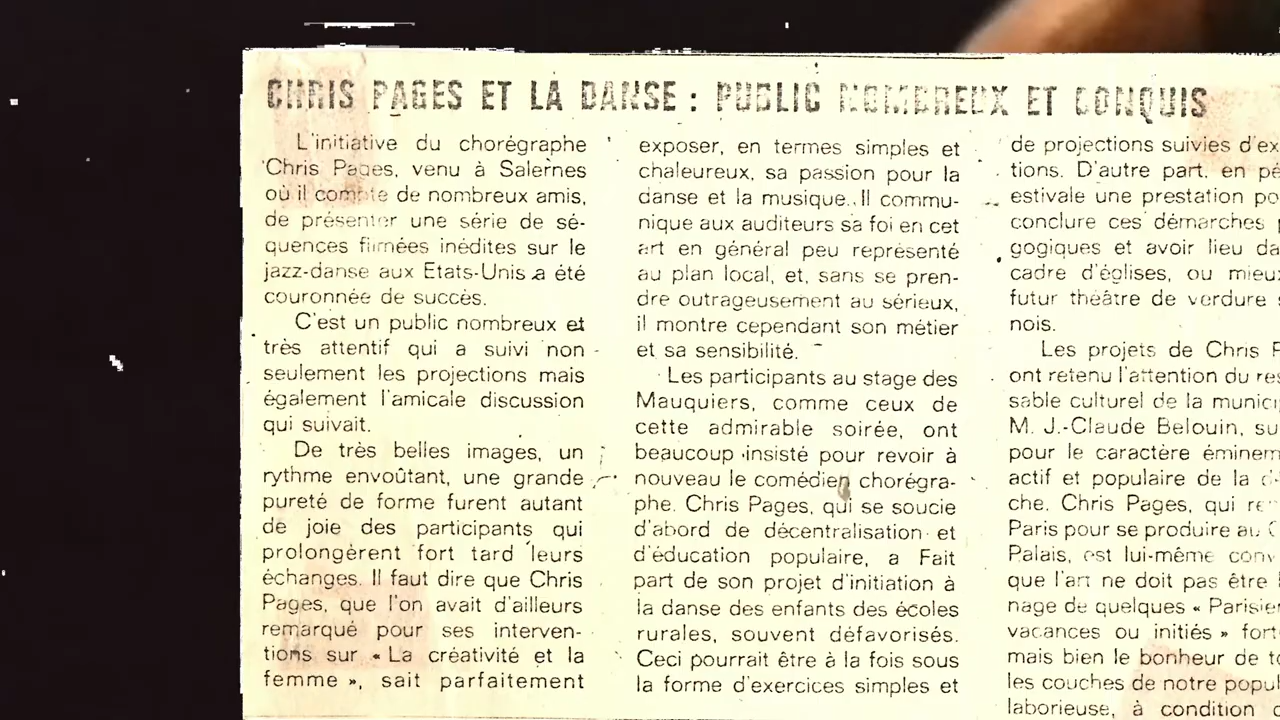 CHRIS PAGES ET LA DANSE : PUBLIC NOMBREUX ET CONQUIS
L'initiative du chorégraphe
Chris Pages, venu à Salernes
où il compte de nombreux amis,
de présenter une série de sé-
quences filmées inédites sur le
jazz-danse aux Etats-Unis a été
couronnée de succès.
C'est un public nombreux et
très attentif qui a suivi non
seulement les projections mais
également l'amicale discussion
qui suivait.
De très belles images, un
rythme envoûtant, une grande
pureté de forme furent autant
de joie des participants qui
prolongèrent fort tard leurs
échanges. Il faut dire que Chris
Pages, que l'on avait d'ailleurs
remarqué pour ses interven-
tions sur « La créativité et la
femme », sait parfaitement
exposer, en termes simples et
chaleureux, sa passion pour la
danse et la musique. Il commu-
nique aux auditeurs sa foi en cet
art en général peu représenté
au plan local, et, sans se pren-
dre outrageusement au sérieux,
il montre cependant son métier
et sa sensibilité.
Les participants au stage des
Mauquiers, comme ceux de
cette admirable soirée, ont
beaucoup insisté pour revoir à
nouveau le comédien chorégra-
phe. Chris Pages, qui se soucie
d'abord de décentralisation et
d'éducation populaire, a Fait
part de son projet d'initiation à
la danse des enfants des écoles
rurales, souvent défavorisés.
Ceci pourrait être à la fois sous
la forme d'exercices simples et
de projections suivies d'ex
tions. D'autre part, en pé
estivale une prestation po
conclure ces démarches
gogiques et avoir lieu da
cadre d'églises, ou mieux
futur théâtre de verdure
nois.
Les projets de Chris P
ont retenu l'attention du res
sable culturel de la munici
M. J.-Claude Belouin, su
pour le caractère éminem
actif et populaire de la
che. Chris Pages, qui
Paris pour se produire au
Palais, est lui-même conv
que l'art ne doit pas être
nage de quelques « Parisien
vacances ou initiés » fort
mais bien le bonheur de to
les couches de notre popul
laborieuse, à condition